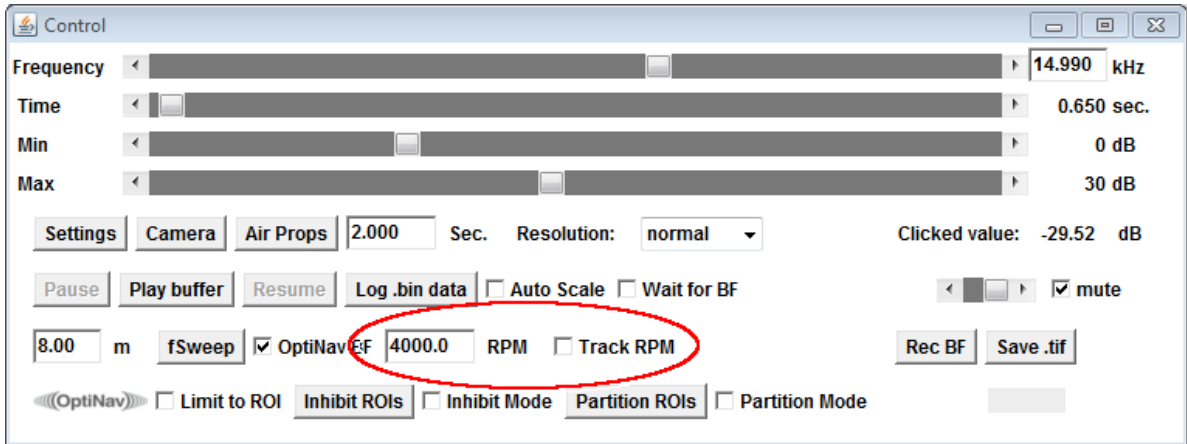 Control
Frequency 14.990 kHz
Time 0.650 sec.
Min 0 dB
Max 30 dB
Settings Camera Air Props 2.000 Sec. Resolution: normal Clicked value: -29.52 dB
Pause Play buffer Resume Log .bin data Auto Scale Wait for BF mute
8.00 m fSweep OptiNav BF 4000.0 RPM Track RPM Rec BF Save .tif
(((OptiNav))) Limit to ROI Inhibit ROIs Inhibit Mode Partition ROIs Partition Mode